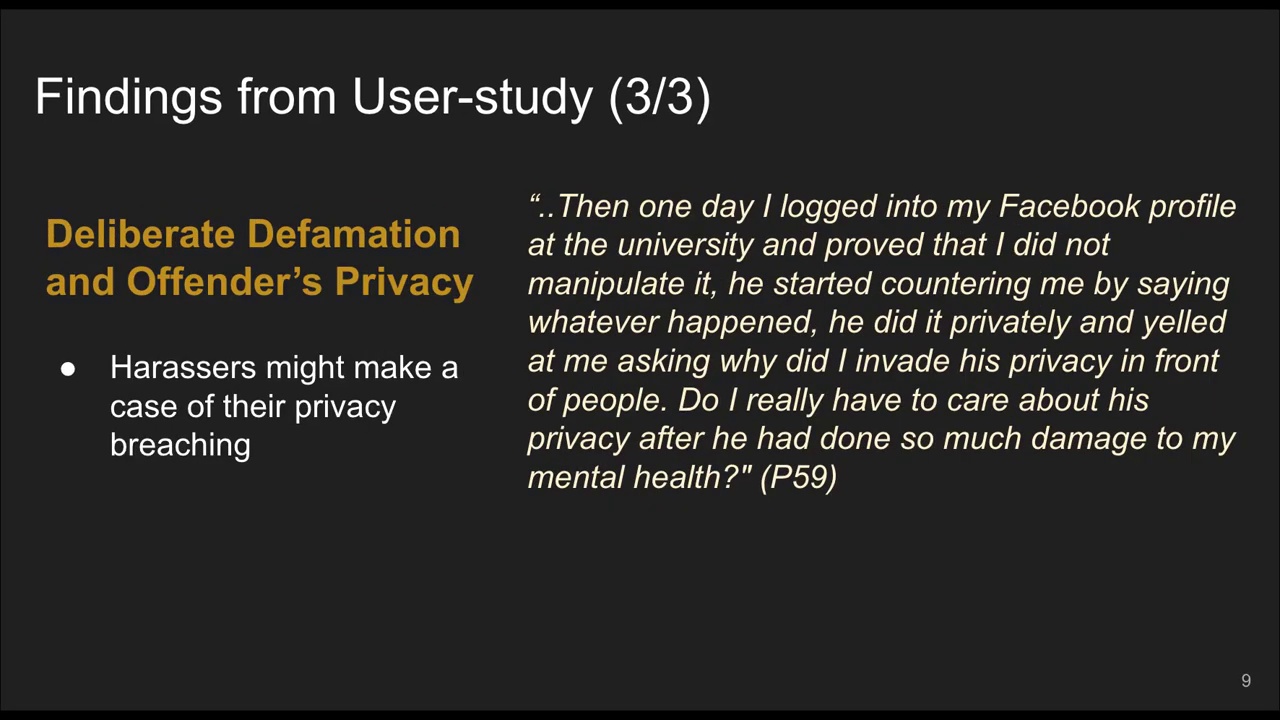 Findings from User-study (3/3)
Deliberate Defamation
and Offender’s Privacy
● Harassers might make a
case of their privacy
breaching
“..Then one day I logged into my Facebook profile
at the university and proved that I did not
manipulate it, he started countering me by saying
whatever happened, he did it privately and yelled
at me asking why did I invade his privacy in front
of people. Do I really have to care about his
privacy after he had done so much damage to my
mental health?" (P59)
9